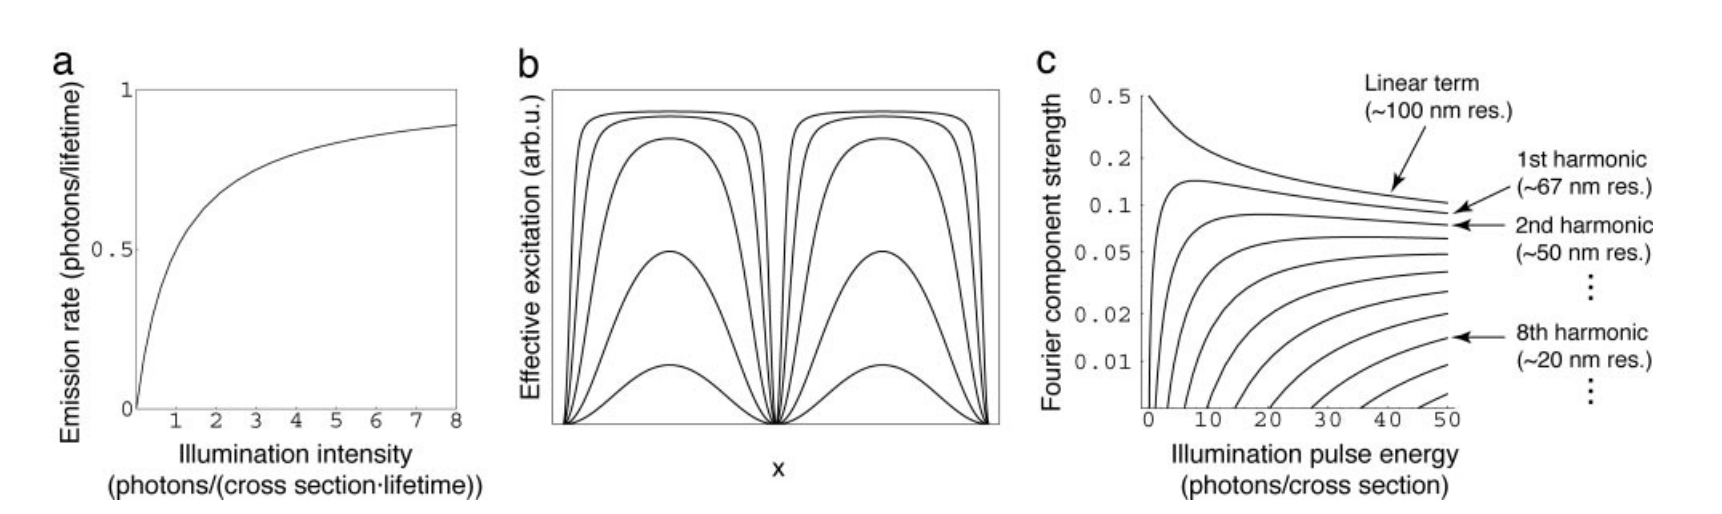 a
Emission rate (photons/lifetime)
1
0.5
0
1 2 3 4 5 6 7 8
Illumination intensity
(photons/(cross section·lifetime))
b
Effective excitation (arb.u.)
x
c
Fourier component strength
0.5
0.2
0.1
0.05
0.02
0.01
0 10 20 30 40 50
Illumination pulse energy
(photons/cross section)
Linear term
(~100 nm res.)
1st harmonic
(~67 nm res.)
2nd harmonic
(~50 nm res.)
⋮
8th harmonic
(~20 nm res.)
⋮